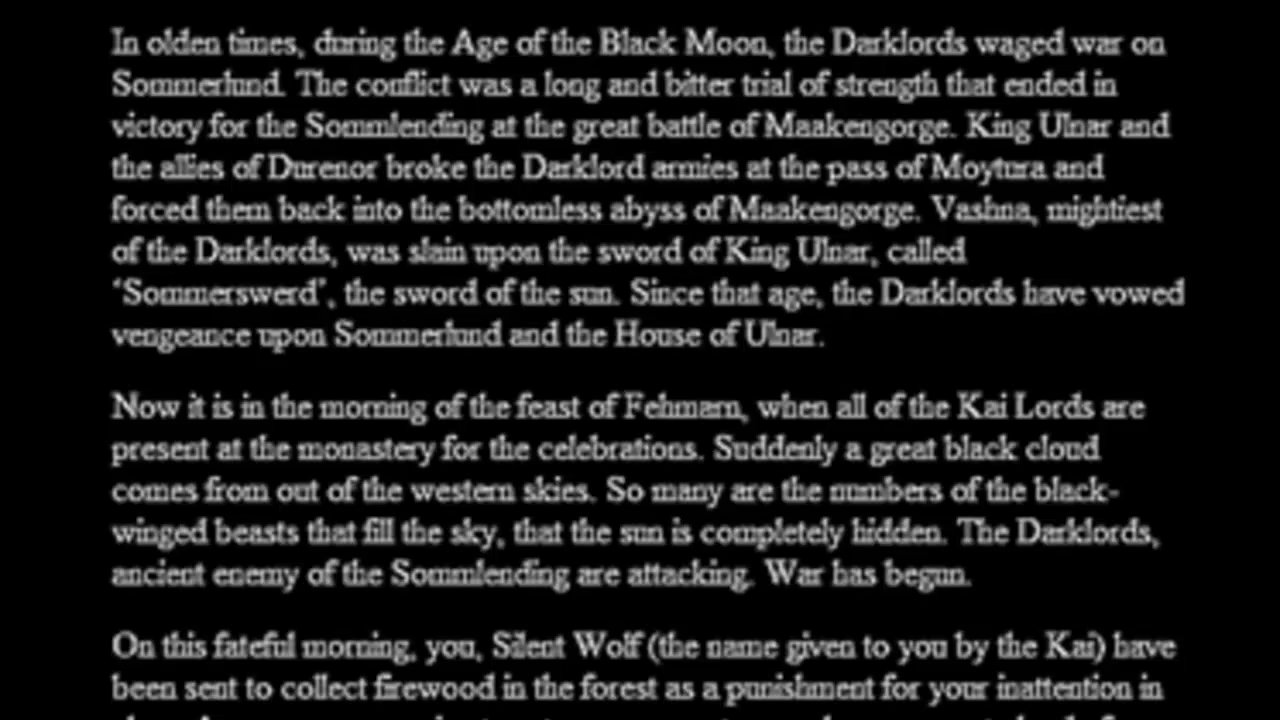 In olden times, during the Age of the Black Moon, the Darklords waged war on
Sommerlund. The conflict was a long and bitter trial of strength that ended in
victory for the Sommlending at the great battle of Maakengorge. King Ulnar and
the allies of Durenor broke the Darklord armies at the pass of Moytura and
forced them back into the bottomless abyss of Maakengorge. Vashna, mightiest
of the Darklords, was slain upon the sword of King Ulnar, called
‘Sommerswerd’, the sword of the sun. Since that age, the Darklords have vowed
vengeance upon Sommerlund and the House of Ulnar.
Now it is in the morning of the feast of Fehmarn, when all of the Kai Lords are
present at the monastery for the celebrations. Suddenly a great black cloud
comes from out of the western skies. So many are the numbers of the black-
winged beasts that fill the sky, that the sun is completely hidden. The Darklords,
ancient enemy of the Sommlending are attacking. War has begun.
On this fateful morning, you, Silent Wolf (the name given to you by the Kai) have
been sent to collect firewood in the forest as a punishment for your inattention in